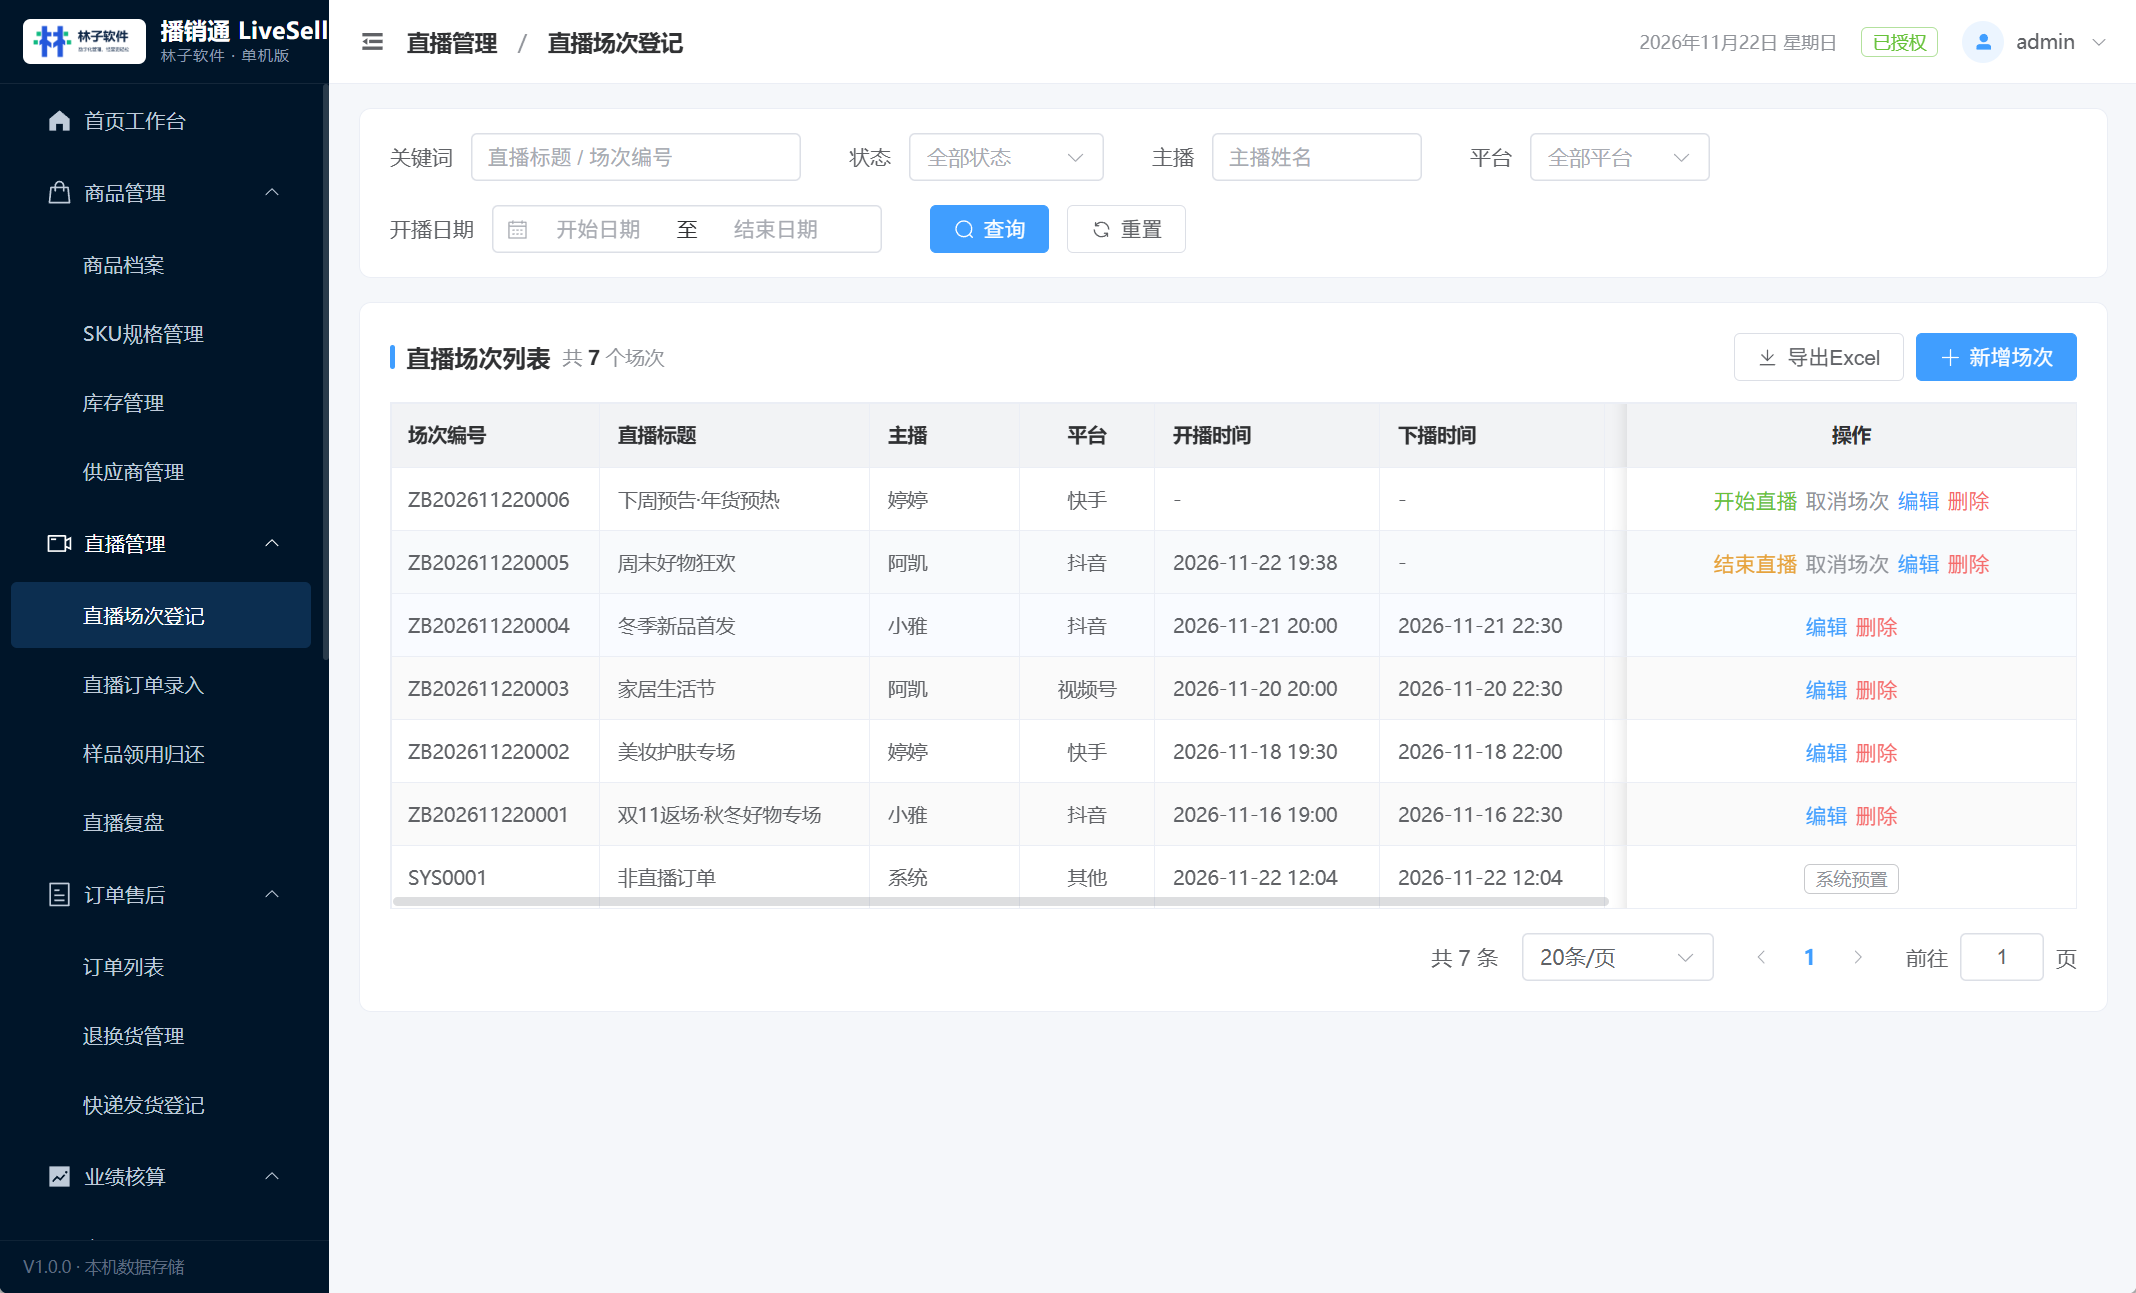 林子软件
播销通 LiveSell
林子软件 · 单机版
首页工作台
商品管理
商品档案
SKU规格管理
库存管理
供应商管理
直播管理
直播场次登记
直播订单录入
样品领用归还
直播复盘
订单售后
订单列表
退换货管理
快递发货登记
业绩核算
V1.0.0 · 本机数据存储
直播管理 / 直播场次登记
2026年11月22日 星期日 已授权 admin
关键词 直播标题 / 场次编号 状态 全部状态 主播 主播姓名 平台 全部平台
开播日期 开始日期 至 结束日期 查询 重置
直播场次列表 共 7 个场次 导出Excel 新增场次
场次编号 直播标题 主播 平台 开播时间 下播时间 操作
ZB202611220006 下周预告·年货预热 婷婷 快手 - - 开始直播 取消场次 编辑 删除
ZB202611220005 周末好物狂欢 阿凯 抖音 2026-11-22 19:38 - 结束直播 取消场次 编辑 删除
ZB202611220004 冬季新品首发 小雅 抖音 2026-11-21 20:00 2026-11-21 22:30 编辑 删除
ZB202611220003 家居生活节 阿凯 视频号 2026-11-20 20:00 2026-11-20 22:30 编辑 删除
ZB202611220002 美妆护肤专场 婷婷 快手 2026-11-18 19:30 2026-11-18 22:00 编辑 删除
ZB202611220001 双11返场·秋冬好物专场 小雅 抖音 2026-11-16 19:00 2026-11-16 22:30 编辑 删除
SYS0001 非直播订单 系统 其他 2026-11-22 12:04 2026-11-22 12:04 系统预置
共 7 条 20条/页 1 前往 1 页